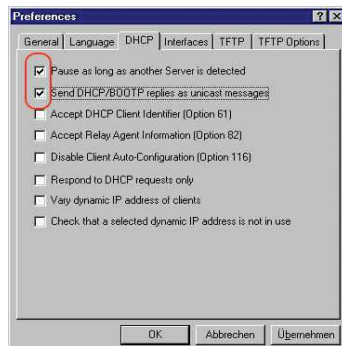 Preferences
General Language DHCP Interfaces TFTP TFTP Options
Pause as long as another Server is detected
Send DHCP/BOOTP replies as unicast messages
Accept DHCP Client Identifier (Option 61)
Accept Relay Agent Information (Option 82)
Disable Client Auto-Configuration (Option 116)
Respond to DHCP requests only
Vary dynamic IP address of clients
Check that a selected dynamic IP address is not in use
OK Abbrechen Übernehmen